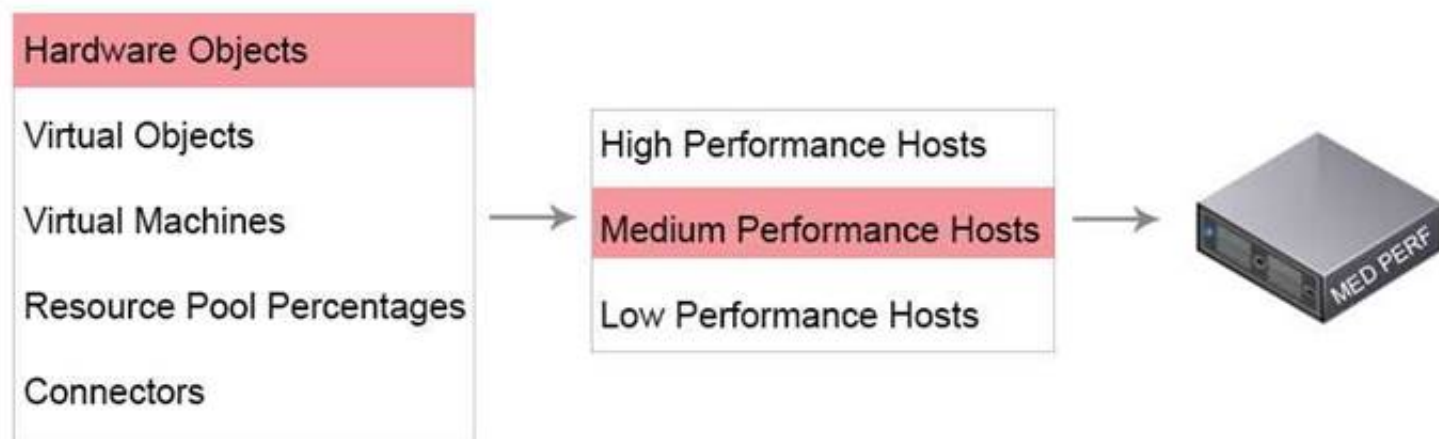 Hardware Objects
Virtual Objects
Virtual Machines
Resource Pool Percentages
Connectors
High Performance Hosts
Medium Performance Hosts
Low Performance Hosts
MED PERF